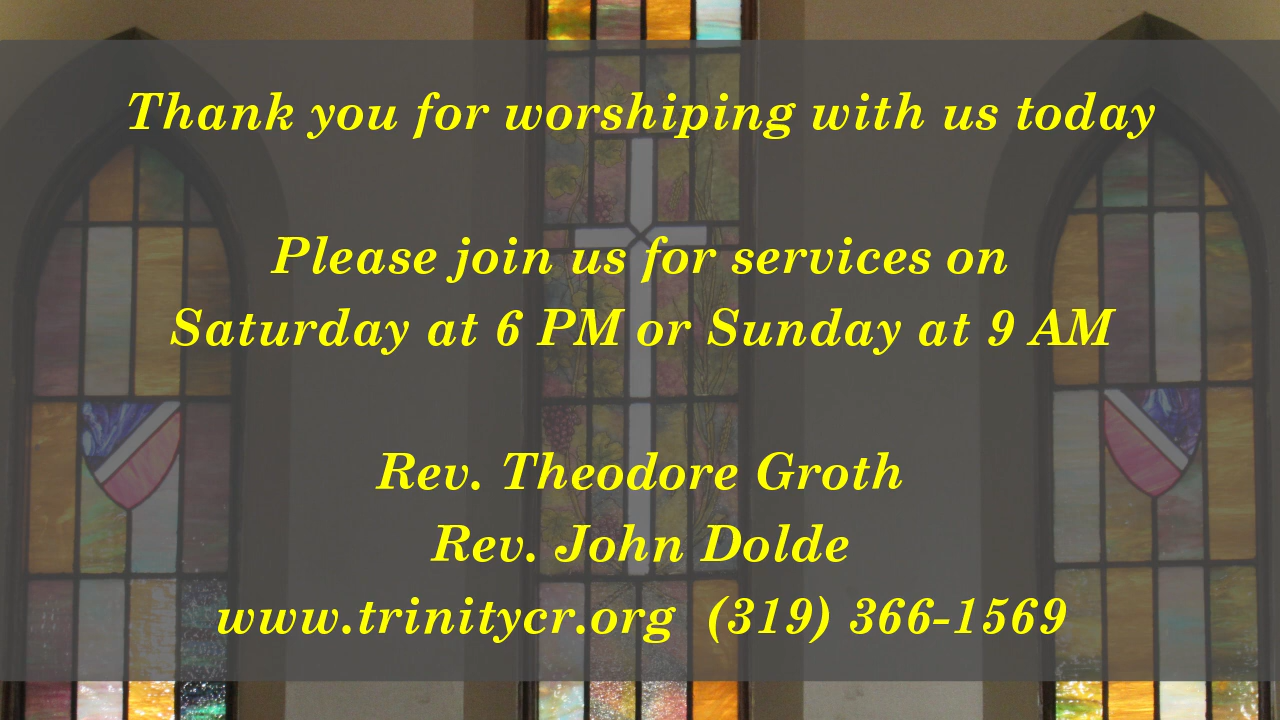 Thank you for worshiping with us today
Please join us for services on
Saturday at 6 PM or Sunday at 9 AM
Rev. Theodore Groth
Rev. John Dolde
www.trinitycr.org (319) 366-1569